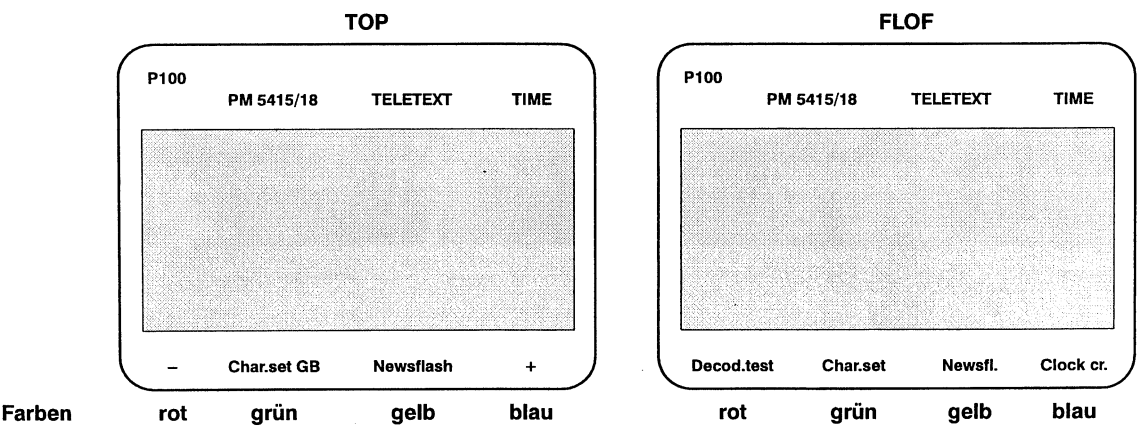 TOP
P100
PM 5415/18 TELETEXT TIME
– Char.set GB Newsflash +
FLOF
P100
PM 5415/18 TELETEXT TIME
Decod.test Char.set Newsfl. Clock cr.
Farben rot grün gelb blau rot grün gelb blau